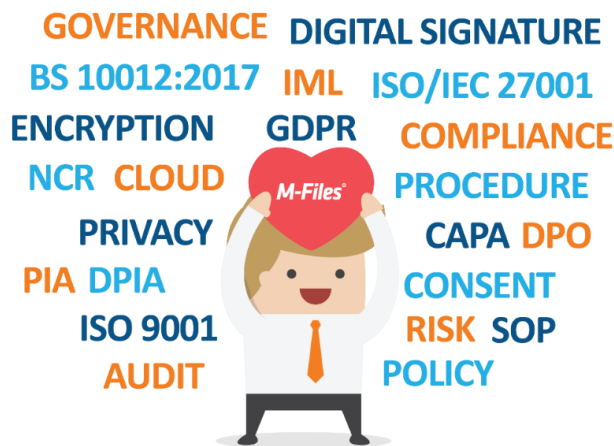 GOVERNANCE DIGITAL SIGNATURE
BS 10012:2017 IML ISO/IEC 27001
ENCRYPTION GDPR COMPLIANCE
NCR CLOUD M-Files® PROCEDURE
PRIVACY CAPA DPO
PIA DPIA CONSENT
ISO 9001 RISK SOP
AUDIT POLICY